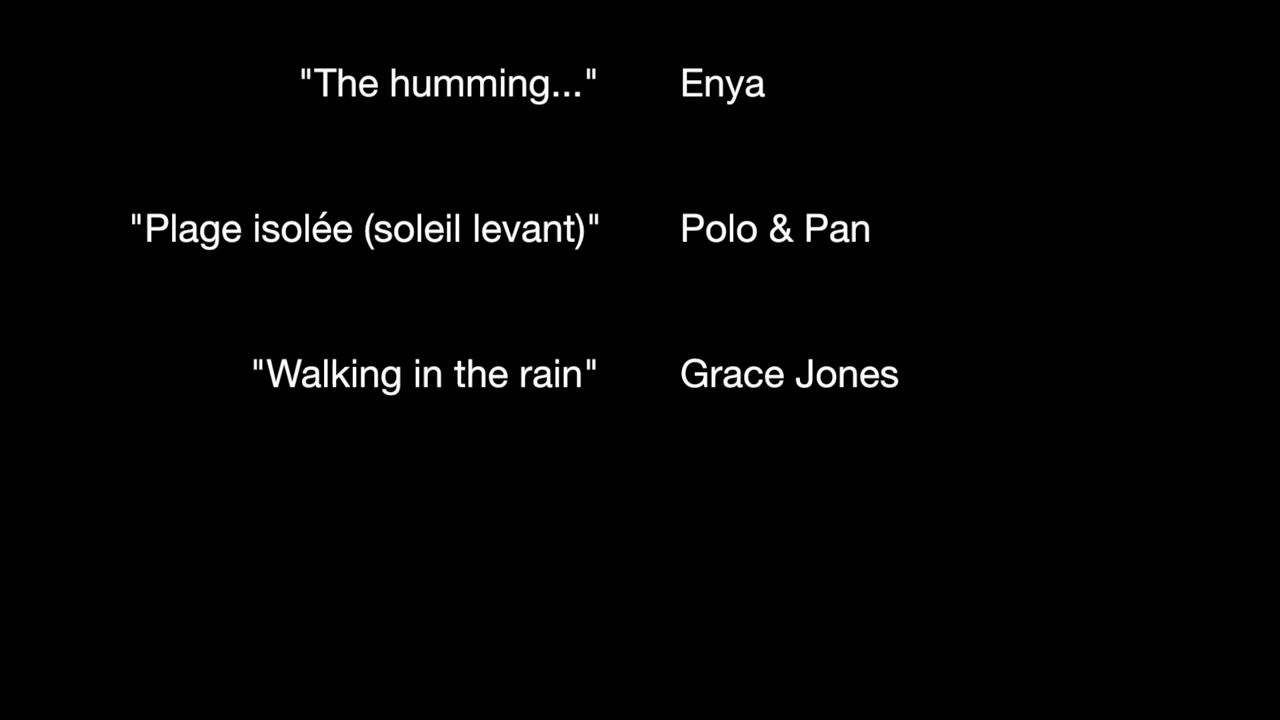 "The humming..." Enya
"Plage isolée (soleil levant)" Polo & Pan
"Walking in the rain" Grace Jones